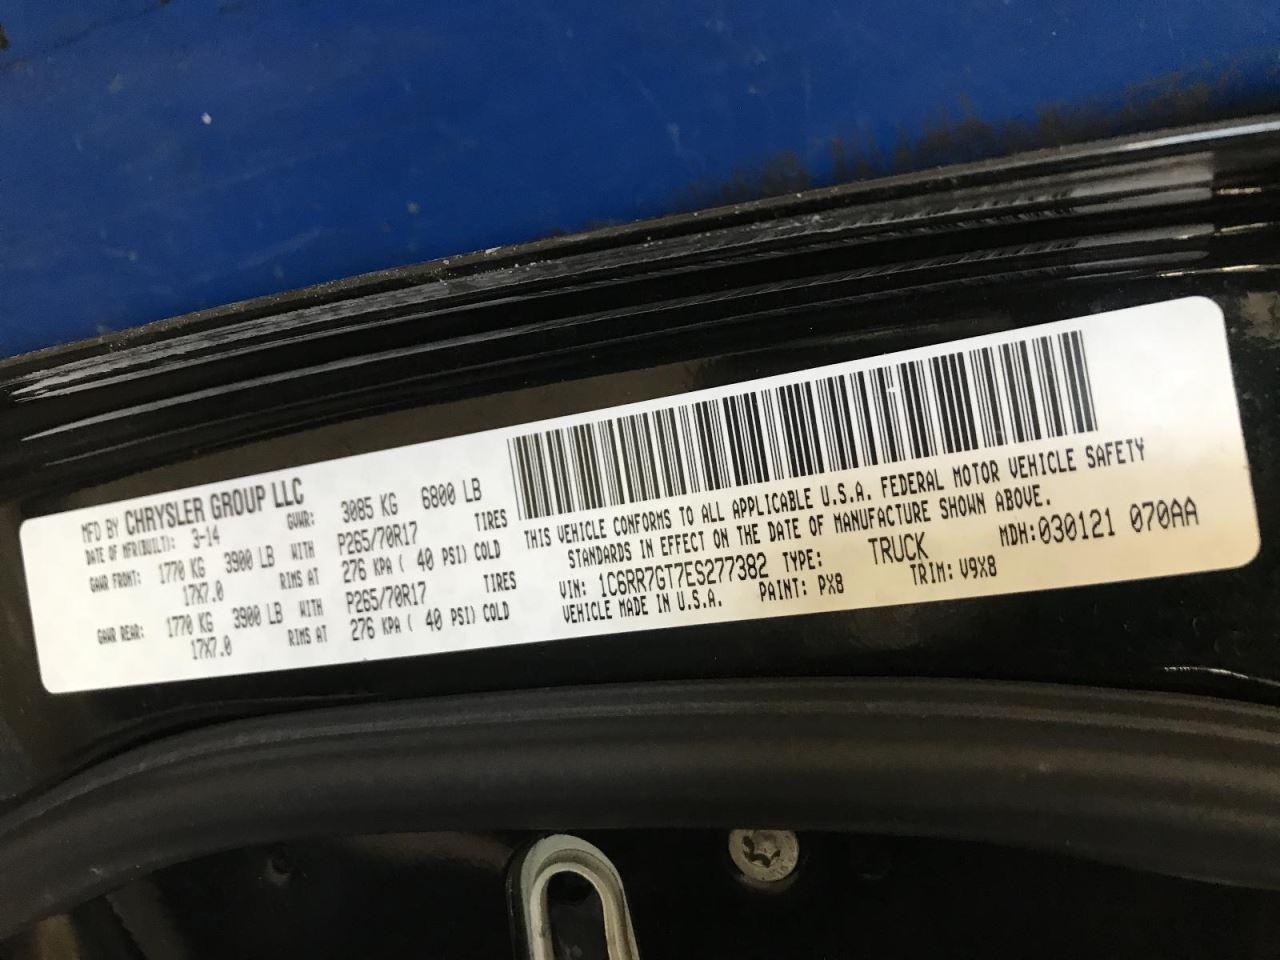 MFD BY CHRYSLER GROUP LLC
DATE OF MFR(BUILT): 3-14 GVWR: 3085 KG 6800 LB
GAWR FRONT: 1770 KG 3900 LB WITH P265/70R17 TIRES
17X7.0 RIMS AT 276 KPA ( 40 PSI) COLD
GAWR REAR: 1770 KG 3900 LB WITH P265/70R17 TIRES
17X7.0 RIMS AT 276 KPA ( 40 PSI) COLD
THIS VEHICLE CONFORMS TO ALL APPLICABLE U.S.A. FEDERAL MOTOR VEHICLE SAFETY
STANDARDS IN EFFECT ON THE DATE OF MANUFACTURE SHOWN ABOVE.
VIN: 1C6RR7GT7ES277382 TYPE: TRUCK MDH:030121 070AA
VEHICLE MADE IN U.S.A. PAINT: PX8 TRIM: V9X8